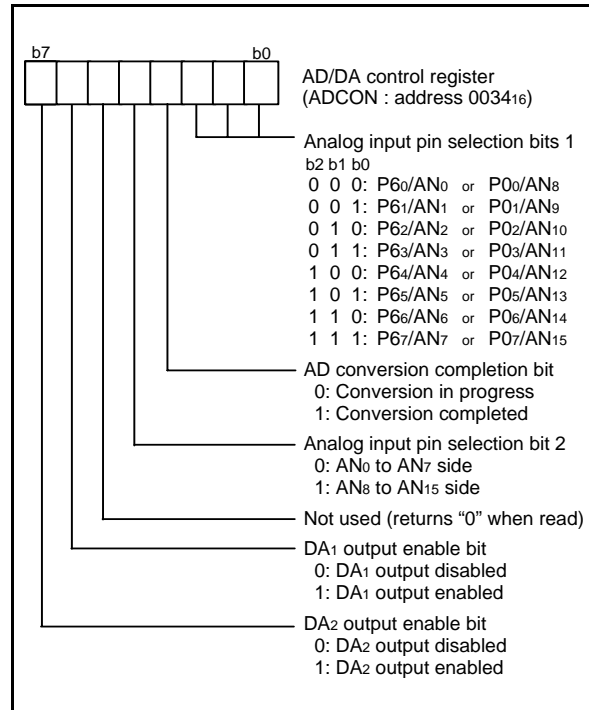 b7 b0
AD/DA control register
(ADCON : address 0034₁₆)
Analog input pin selection bits 1
b2 b1 b0
0 0 0: P6₀/AN₀ or P0₀/AN₈
0 0 1: P6₁/AN₁ or P0₁/AN₉
0 1 0: P6₂/AN₂ or P0₂/AN₁₀
0 1 1: P6₃/AN₃ or P0₃/AN₁₁
1 0 0: P6₄/AN₄ or P0₄/AN₁₂
1 0 1: P6₅/AN₅ or P0₅/AN₁₃
1 1 0: P6₆/AN₆ or P0₆/AN₁₄
1 1 1: P6₇/AN₇ or P0₇/AN₁₅
AD conversion completion bit
0: Conversion in progress
1: Conversion completed
Analog input pin selection bit 2
0: AN₀ to AN₇ side
1: AN₈ to AN₁₅ side
Not used (returns “0” when read)
DA₁ output enable bit
0: DA₁ output disabled
1: DA₁ output enabled
DA₂ output enable bit
0: DA₂ output disabled
1: DA₂ output enabled